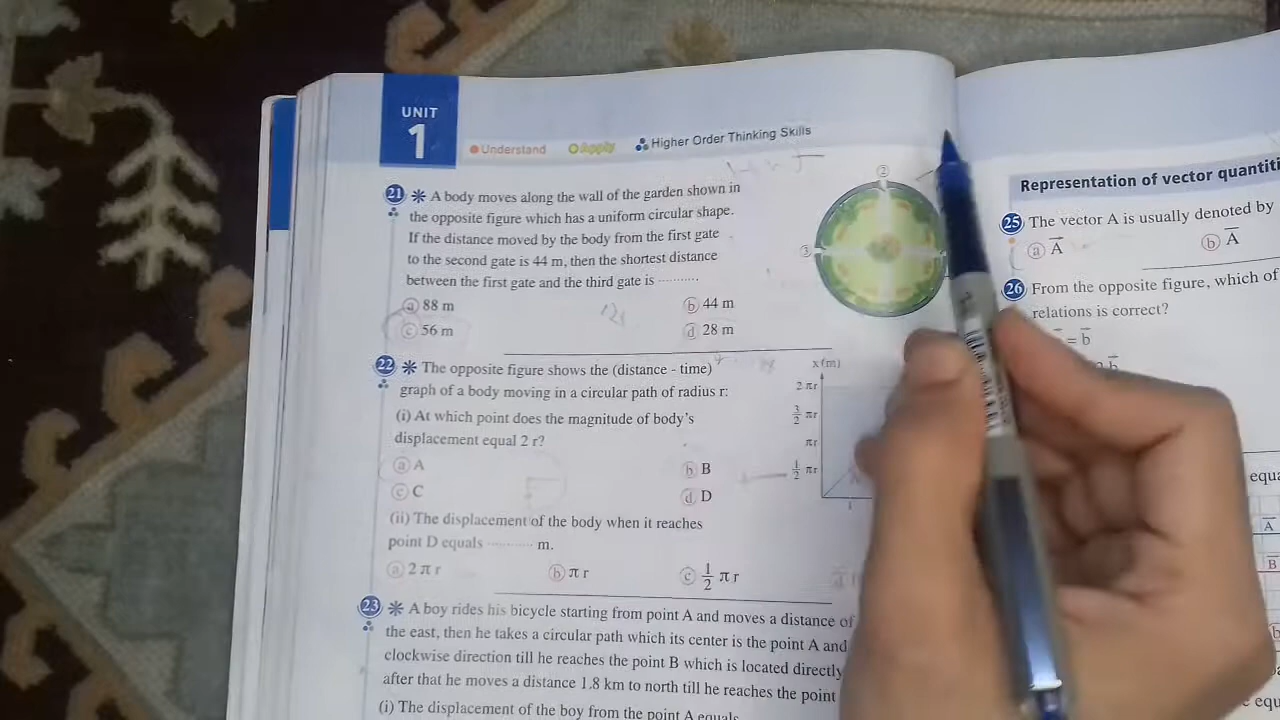 UNIT
1
Understand Apply Higher Order Thinking Skills
21 * A body moves along the wall of the garden shown in
the opposite figure which has a uniform circular shape.
If the distance moved by the body from the first gate
to the second gate is 44 m, then the shortest distance
between the first gate and the third gate is ··········
a 88 m b 44 m
c 56 m d 28 m
2
3
22 * The opposite figure shows the (distance - time)
graph of a body moving in a circular path of radius r:
(i) At which point does the magnitude of body's
displacement equal 2 r?
a A b B
c C d D
(ii) The displacement of the body when it reaches
point D equals ·········· m.
a 2 π r b π r c 1/2 π r
x (m)
2 πr
3/2 πr
πr
1/2 πr
23 * A boy rides his bicycle starting from point A and moves a distance of
the east, then he takes a circular path which its center is the point A and
clockwise direction till he reaches the point B which is located directly
after that he moves a distance 1.8 km to north till he reaches the point
(i) The displacement of the boy from the point A equals
Representation of vector
25 The vector A is usually denoted by
a A⃗ b A̅
26 From the opposite figure, which of
relations is correct?
= b⃗
A
B